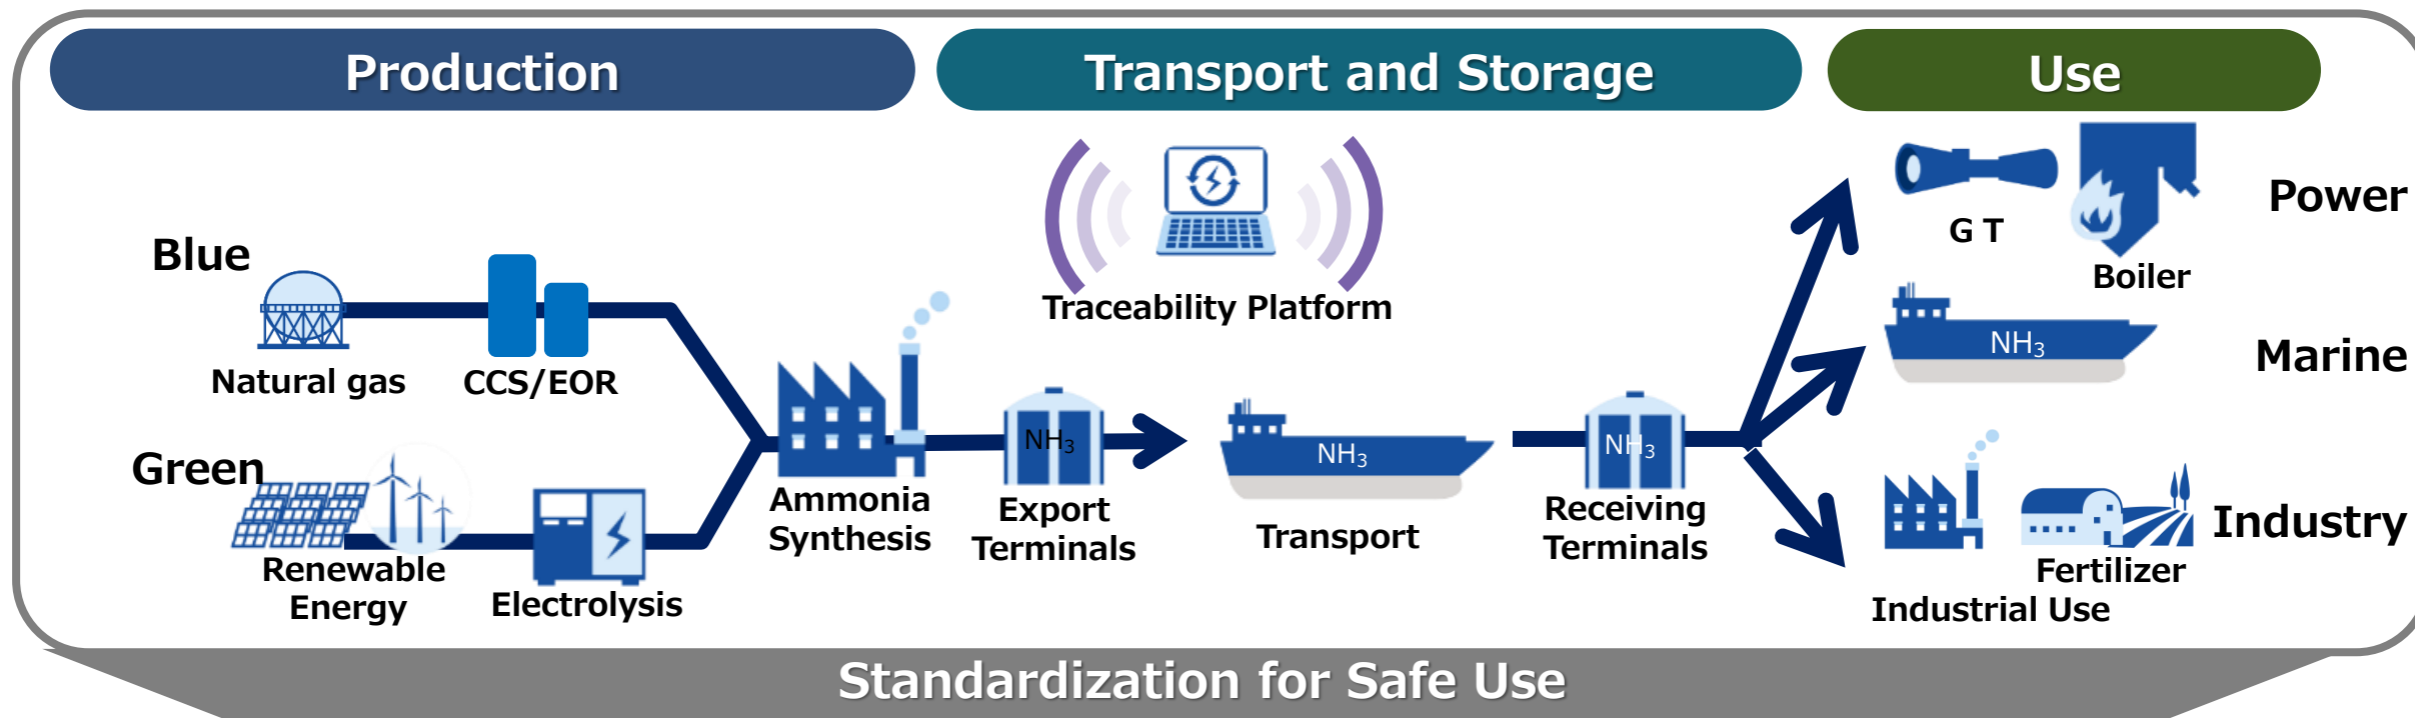 Production
Transport and Storage
Use
Blue
Natural gas
CCS/EOR
Green
Renewable
Energy
Electrolysis
Ammonia
Synthesis
Traceability Platform
NH₃
Export
Terminals
NH₃
Transport
NH₃
Receiving
Terminals
G T
Boiler
Power
NH₃
Marine
Industrial Use
Fertilizer
Industry
Standardization for Safe Use